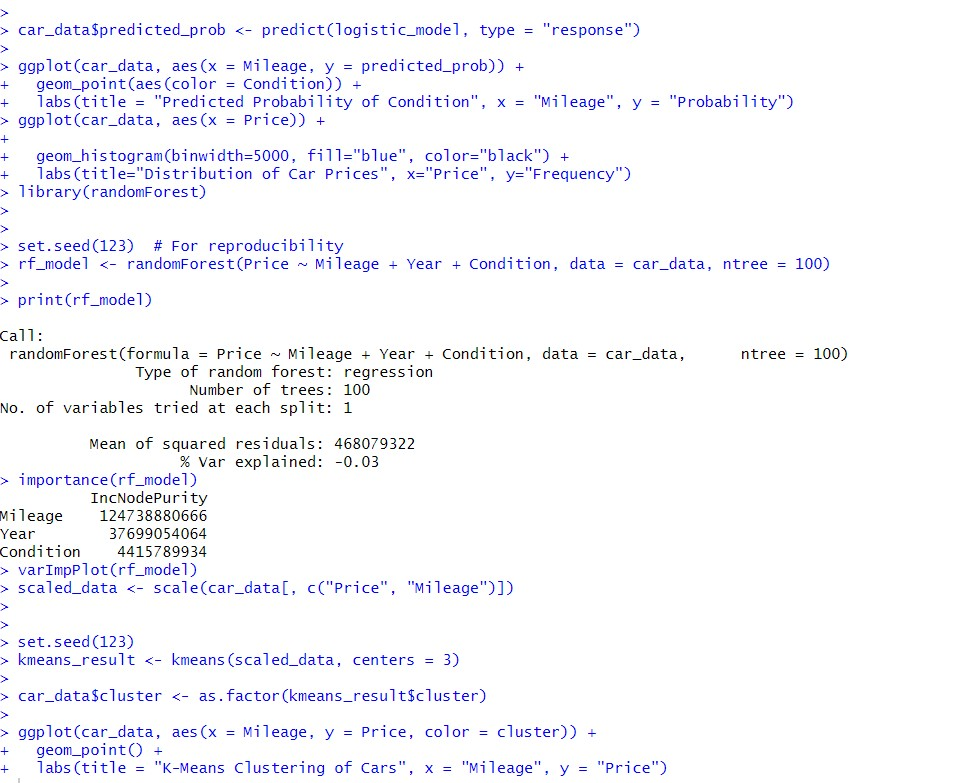 >
> car_data$predicted_prob <- predict(logistic_model, type = "response")
>
> ggplot(car_data, aes(x = Mileage, y = predicted_prob)) +
+   geom_point(aes(color = Condition)) +
+   labs(title = "Predicted Probability of Condition", x = "Mileage", y = "Probability")
> ggplot(car_data, aes(x = Price)) +
+
+   geom_histogram(binwidth=5000, fill="blue", color="black") +
+   labs(title="Distribution of Car Prices", x="Price", y="Frequency")
> library(randomForest)
>
>
> set.seed(123)  # For reproducibility
> rf_model <- randomForest(Price ~ Mileage + Year + Condition, data = car_data, ntree = 100)
>
> print(rf_model)

Call:
 randomForest(formula = Price ~ Mileage + Year + Condition, data = car_data,      ntree = 100)
               Type of random forest: regression
                     Number of trees: 100
No. of variables tried at each split: 1

          Mean of squared residuals: 468079322
                    % Var explained: -0.03
> importance(rf_model)
          IncNodePurity
Mileage    124738880666
Year        37699054064
Condition    4415789934
> varImpPlot(rf_model)
> scaled_data <- scale(car_data[, c("Price", "Mileage")])
>
>
> set.seed(123)
> kmeans_result <- kmeans(scaled_data, centers = 3)
>
> car_data$cluster <- as.factor(kmeans_result$cluster)
>
> ggplot(car_data, aes(x = Mileage, y = Price, color = cluster)) +
+   geom_point() +
+   labs(title = "K-Means Clustering of Cars", x = "Mileage", y = "Price")